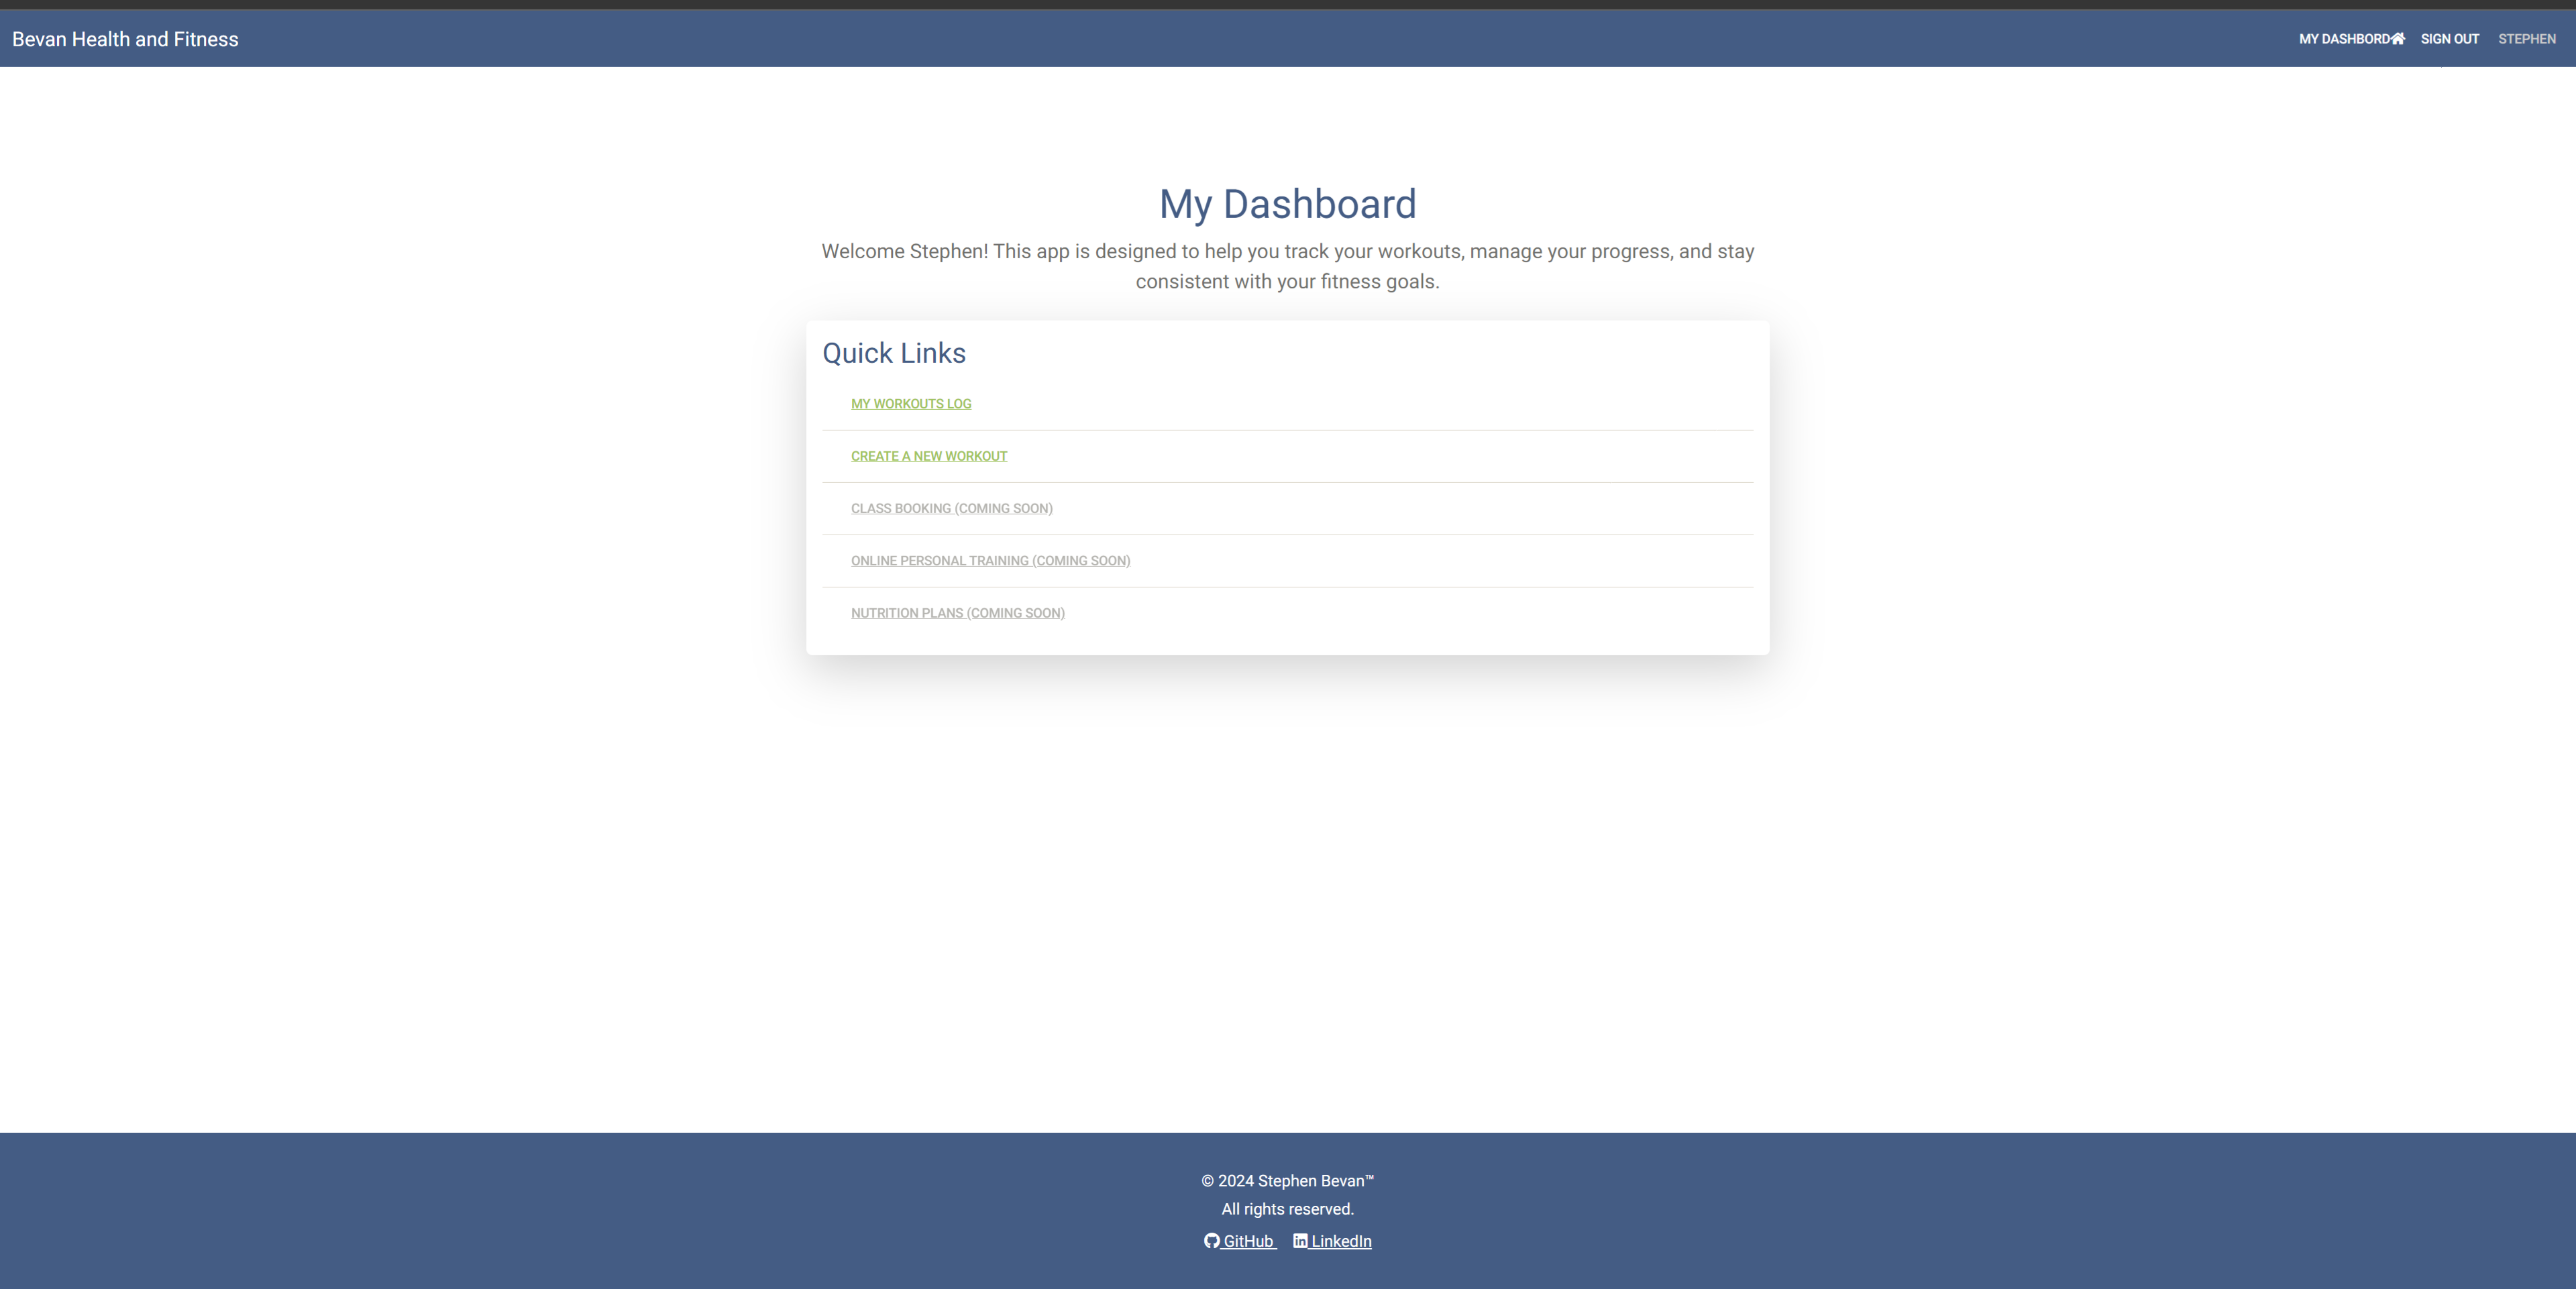 Bevan Health and Fitness
MY DASHBORD
SIGN OUT
STEPHEN
My Dashboard
Welcome Stephen! This app is designed to help you track your workouts, manage your progress, and stay
consistent with your fitness goals.
Quick Links
MY WORKOUTS LOG
CREATE A NEW WORKOUT
CLASS BOOKING (COMING SOON)
ONLINE PERSONAL TRAINING (COMING SOON)
NUTRITION PLANS (COMING SOON)
© 2024 Stephen Bevan™
All rights reserved.
GitHub
LinkedIn